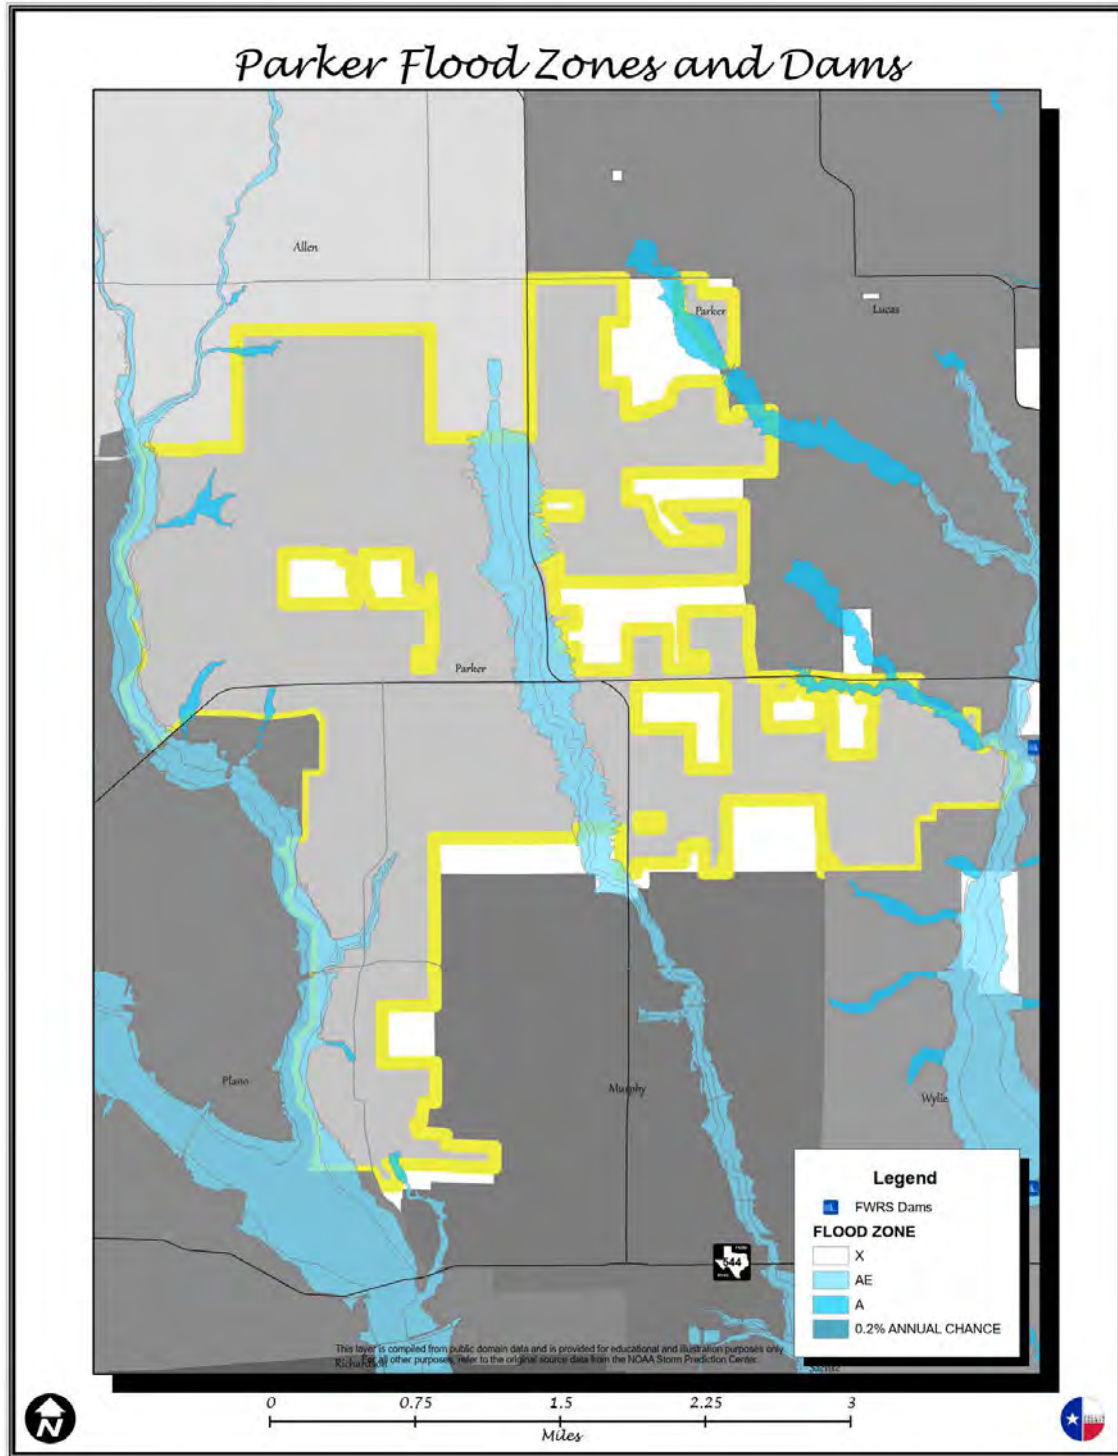 Parker Flood Zones and Dams
Allen
Parker
Lucas
Parker
Plano
Murphy
Wylie
Legend
FWRS Dams
FLOOD ZONE
X
AE
A
0.2% ANNUAL CHANCE
544
This layer is compiled from public domain data and is provided for educational and illustration purposes only
For all other purposes, refer to the original source data from the NOAA Storm Prediction Center.
Richardson
Sachse
N
0 0.75 1.5 2.25 3
Miles